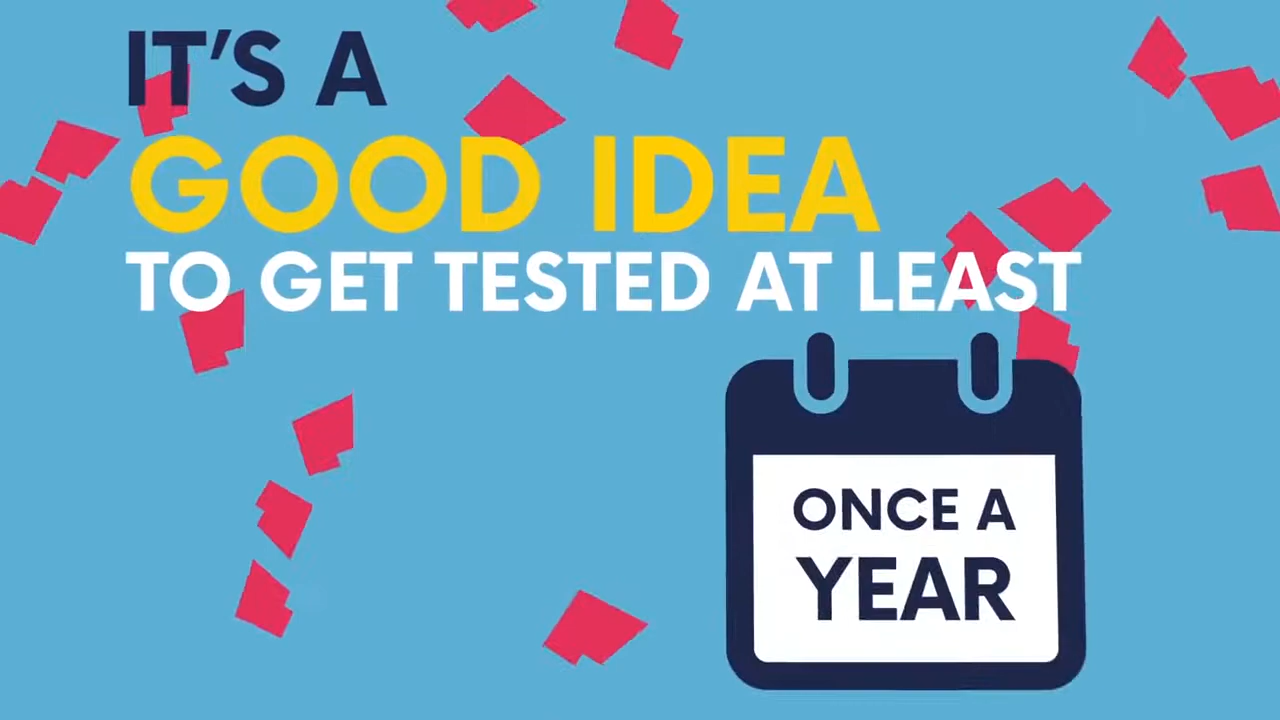 IT'S A
GOOD IDEA
TO GET TESTED AT LEAST
ONCE A
YEAR